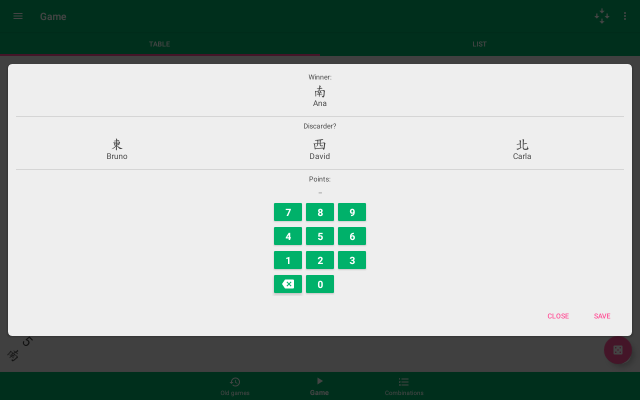 Game
TABLE
LIST
Winner:
南
Ana
Discarder?
東
西
北
Bruno
David
Carla
Points:
–
7 8 9
4 5 6
1 2 3
0
CLOSE
SAVE
5
Old games
Game
Combinations